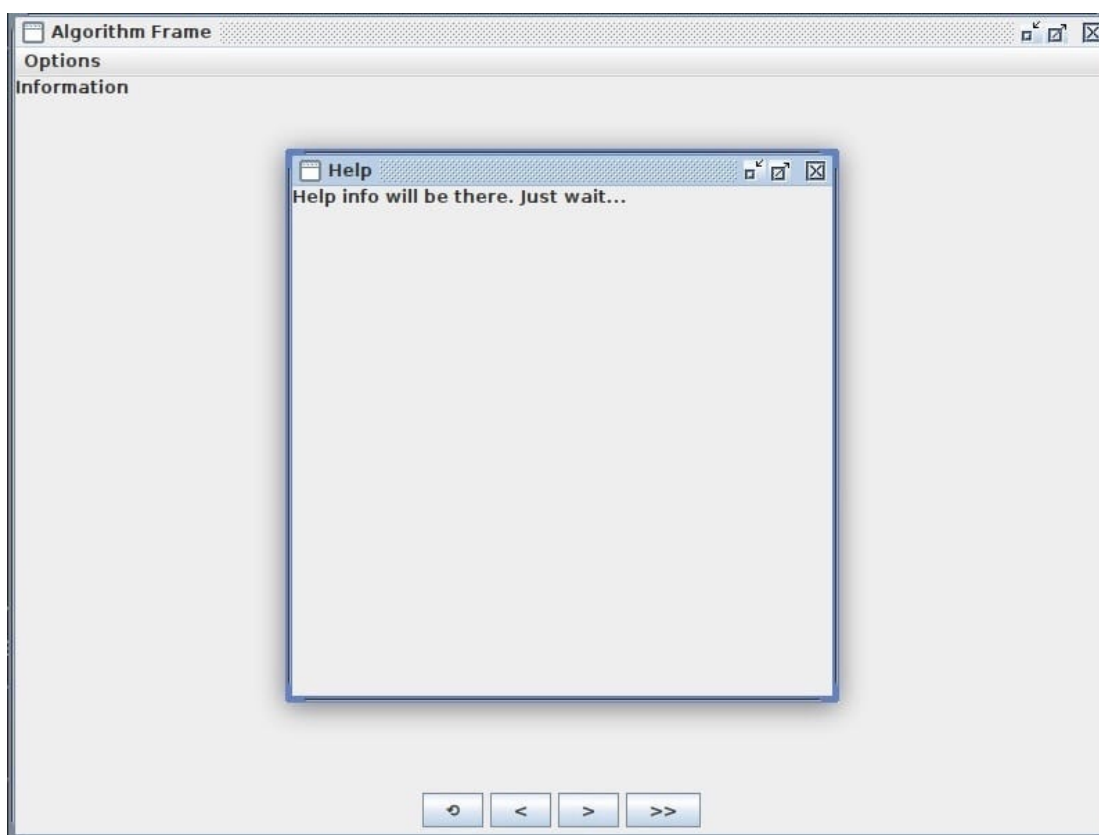 Algorithm Frame
Options
Information
Help
Help info will be there. Just wait...
⟲ < > >>